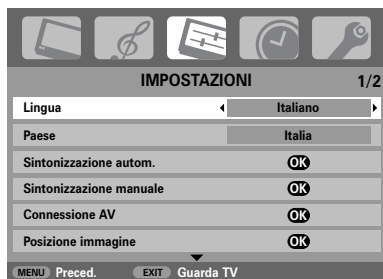 IMPOSTAZIONI 1/2
Lingua Italiano
Paese Italia
Sintonizzazione autom. OK
Sintonizzazione manuale OK
Connessione AV OK
Posizione immagine OK
MENU Preced. EXIT Guarda TV